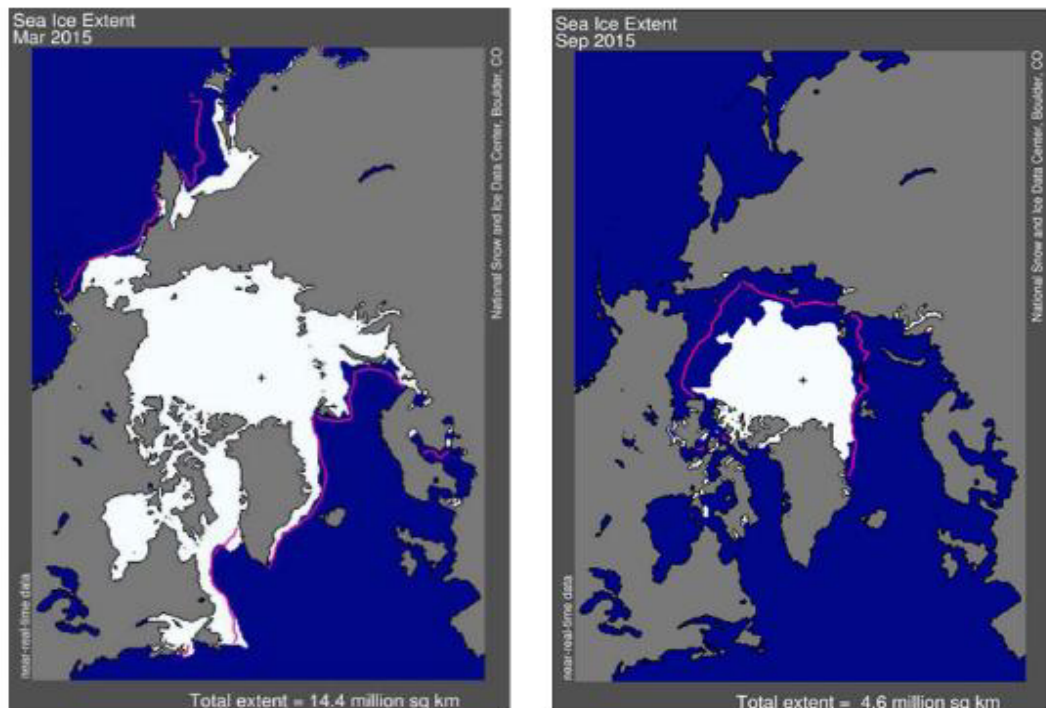 Sea Ice Extent
Mar 2015
National Snow and Ice Data Center, Boulder, CO
near-real-time data
Total extent = 14.4 million sq km
Sea Ice Extent
Sep 2015
National Snow and Ice Data Center, Boulder, CO
near-real-time data
Total extent = 4.6 million sq km